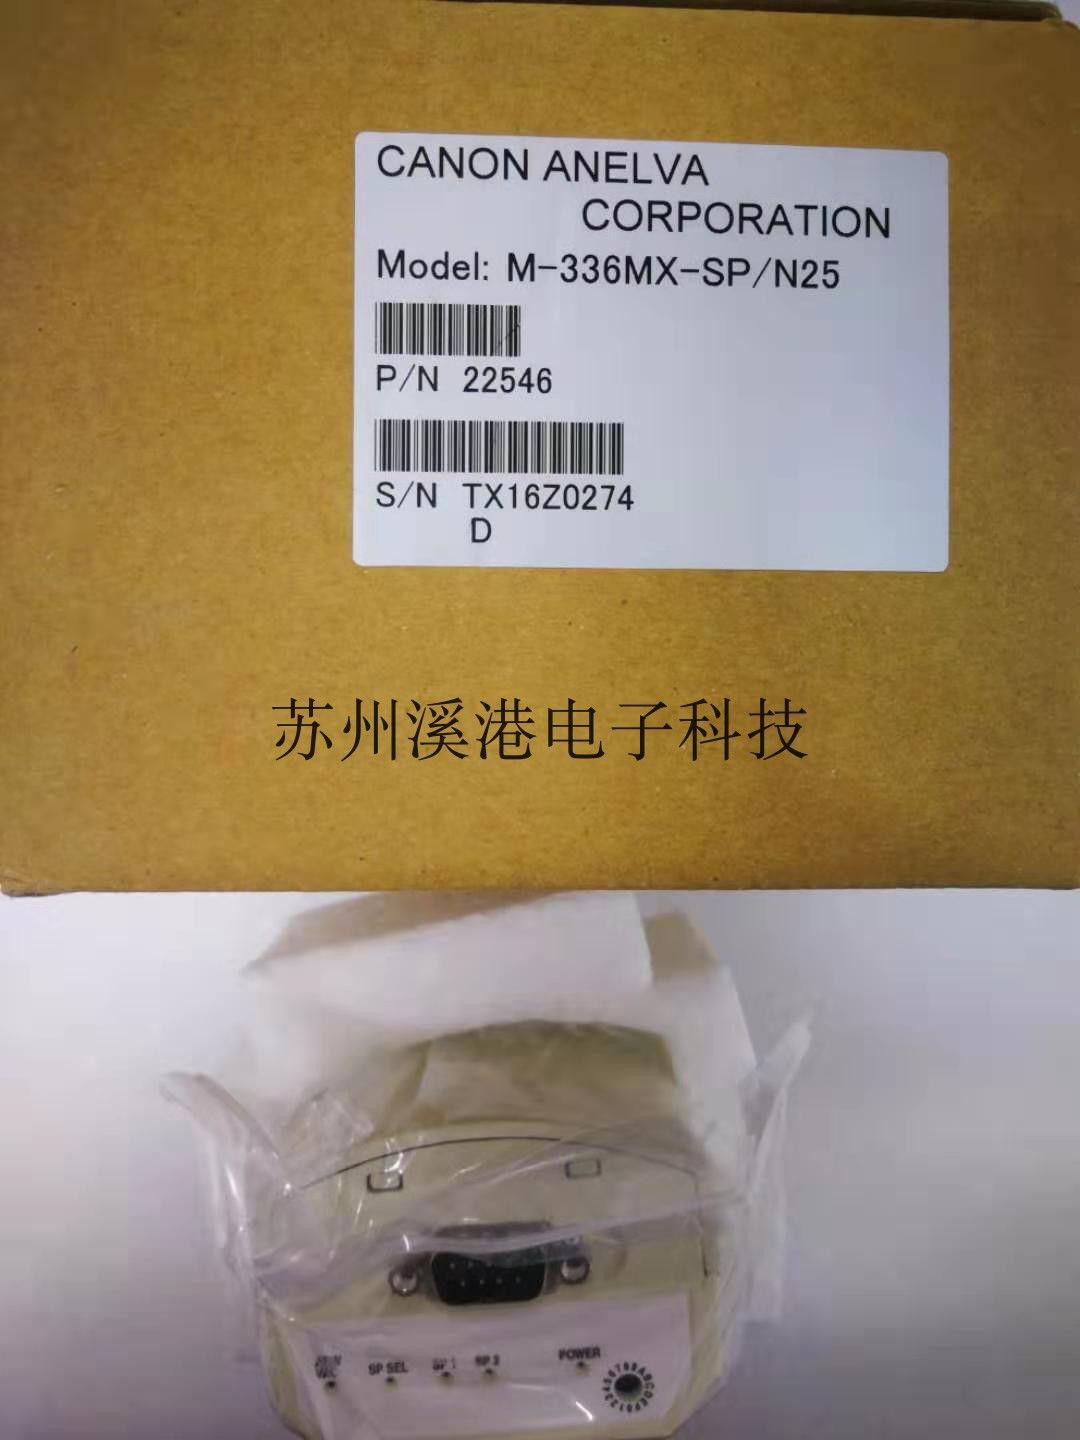 CANON ANELVA
CORPORATION
Model: M-336MX-SP/N25
P/N 22546
S/N TX16Z0274
D
苏州溪港电子科技
SP SEL
SP 1
SP 2
POWER